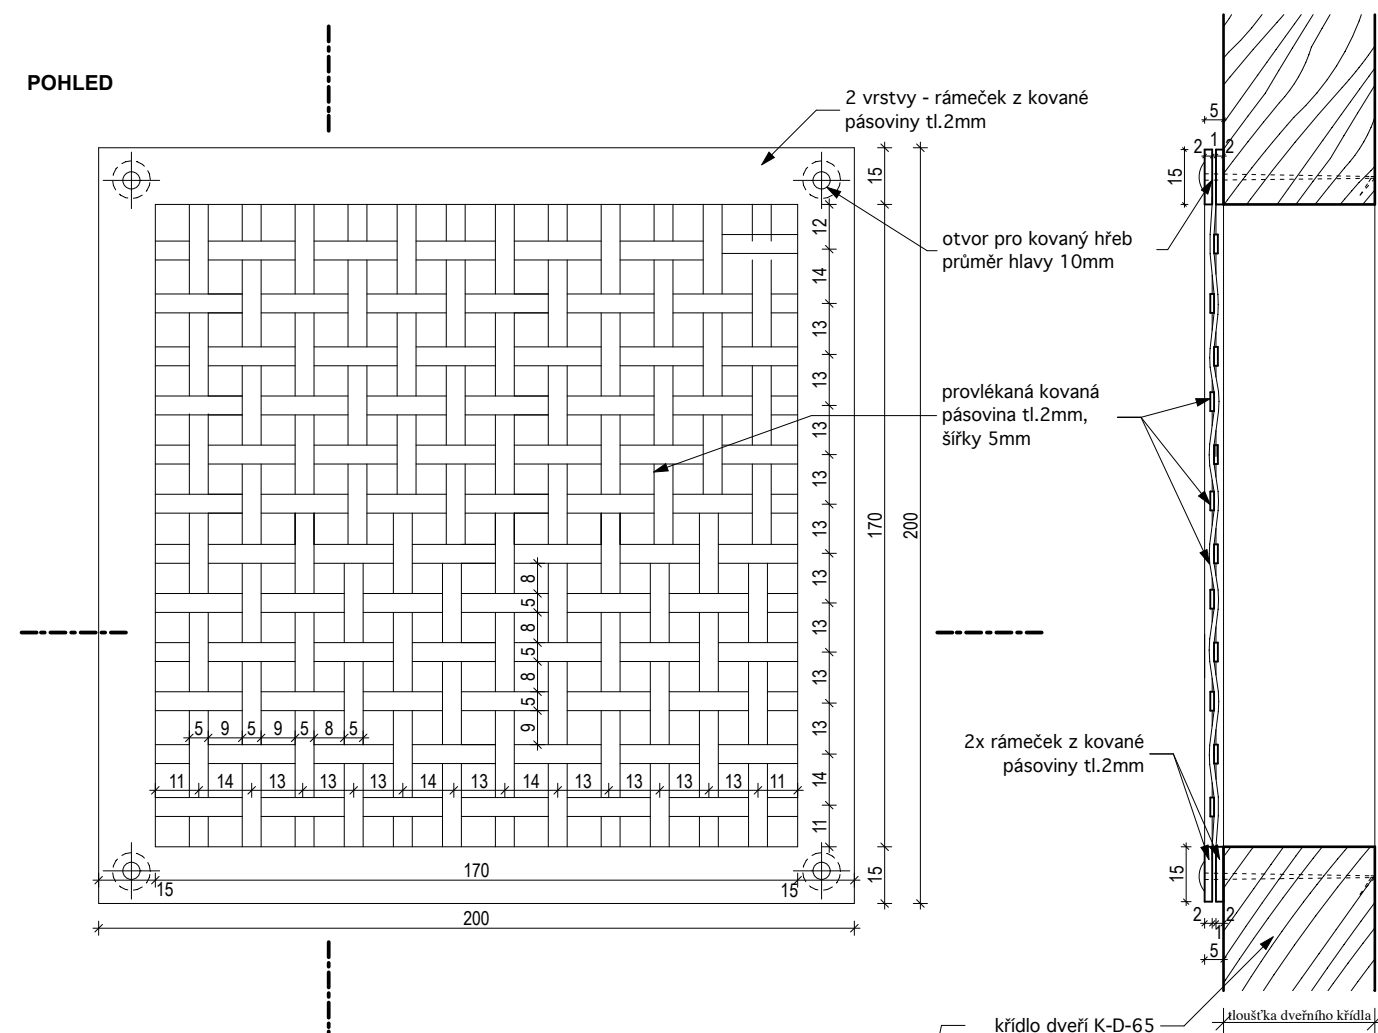 POHLED
2 vrstvy - rámeček z kované
pásoviny tl.2mm
otvor pro kovaný hřeb
průměr hlavy 10mm
provlékaná kovaná
pásovina tl.2mm,
šířky 5mm
2x rámeček z kované
pásoviny tl.2mm
křídlo dveří K-D-65
tloušťka dveřního křídla
15
170
15
200
12
14
13
13
13
13
13
13
13
13
13
14
11
8
5
8
5
8
5
9
5 9 5 9 5 8 5
11 14 13 13 13 14 13 14 13 13 13 13 11
15 170 15
200
5
2 1 2
15
15
2 1 2
5